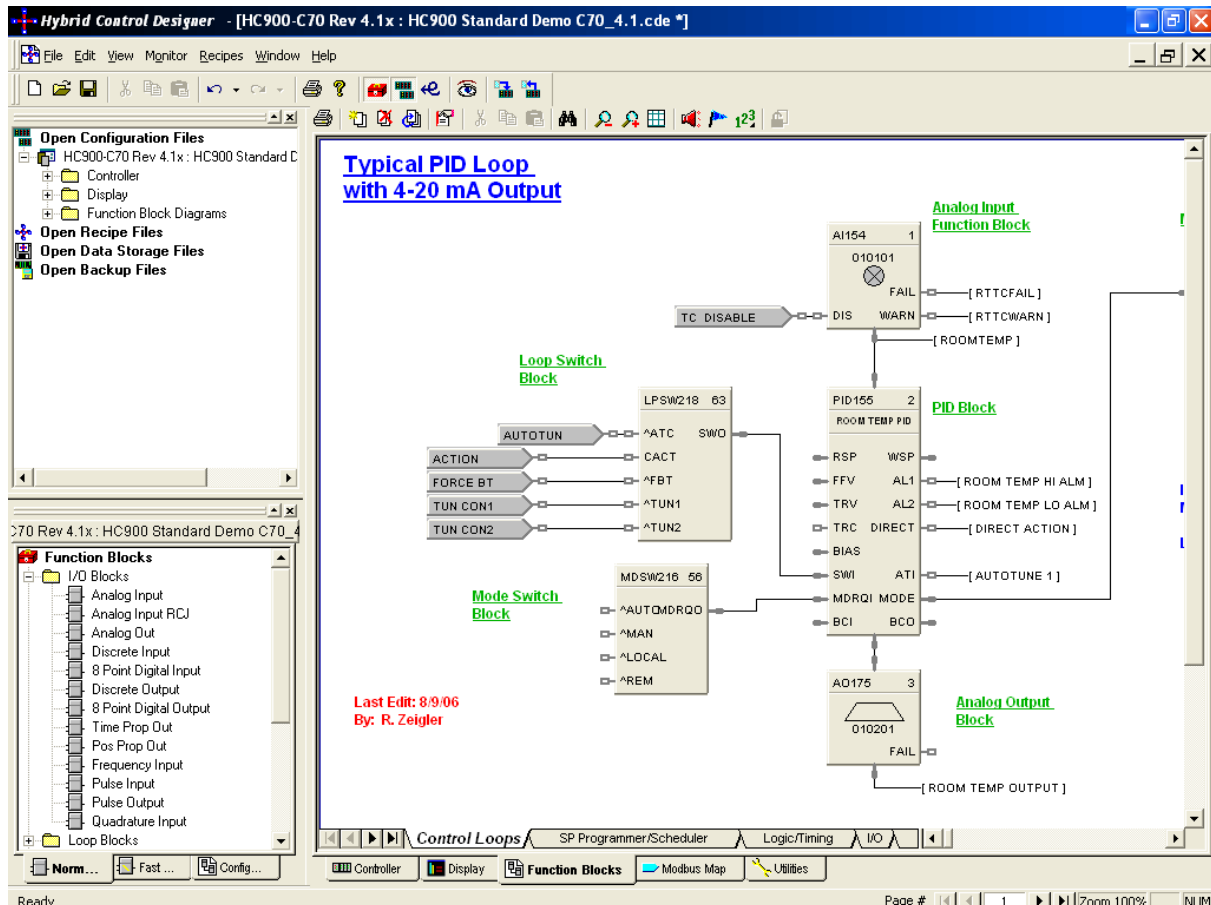 Hybrid Control Designer - [HC900-C70 Rev 4.1x : HC900 Standard Demo C70_4.1.cde *]
File Edit View Monitor Recipes Window Help
Open Configuration Files
HC900-C70 Rev 4.1x : HC900 Standard D
Controller
Display
Function Block Diagrams
Open Recipe Files
Open Data Storage Files
Open Backup Files
C70 Rev 4.1x : HC900 Standard Demo C70_4
Function Blocks
I/O Blocks
Analog Input
Analog Input RCJ
Analog Out
Discrete Input
8 Point Digital Input
Discrete Output
8 Point Digital Output
Time Prop Out
Pos Prop Out
Frequency Input
Pulse Input
Pulse Output
Quadrature Input
Loop Blocks
Norm...
Fast ...
Config...
123
Typical PID Loop
with 4-20 mA Output
Analog Input
Function Block
AI154 1
010101
FAIL
[ RTTCFAIL ]
TC DISABLE
DIS WARN
[ RTTCWARN ]
[ ROOMTEMP ]
Loop Switch
Block
LPSW218 63
AUTOTUN
^ATC SWO
ACTION
CACT
FORCE BT
^FBT
TUN CON1
^TUN1
TUN CON2
^TUN2
PID155 2
ROOM TEMP PID
PID Block
RSP WSP
FFV AL1
[ ROOM TEMP HI ALM ]
TRV AL2
[ ROOM TEMP LO ALM ]
TRC DIRECT
[ DIRECT ACTION ]
BIAS
SWI ATI
[ AUTOTUNE 1 ]
MDRQI MODE
BCI BCO
Mode Switch
Block
MDSW216 56
^AUTOMDRQO
^MAN
^LOCAL
^REM
Last Edit: 8/9/06
By: R. Zeigler
AO175 3
010201
FAIL
Analog Output
Block
[ ROOM TEMP OUTPUT ]
Control Loops
SP Programmer/Scheduler
Logic/Timing
I/O
Controller
Display
Function Blocks
Modbus Map
Utilities
Ready
Page # 1
Zoom 100%
NUM